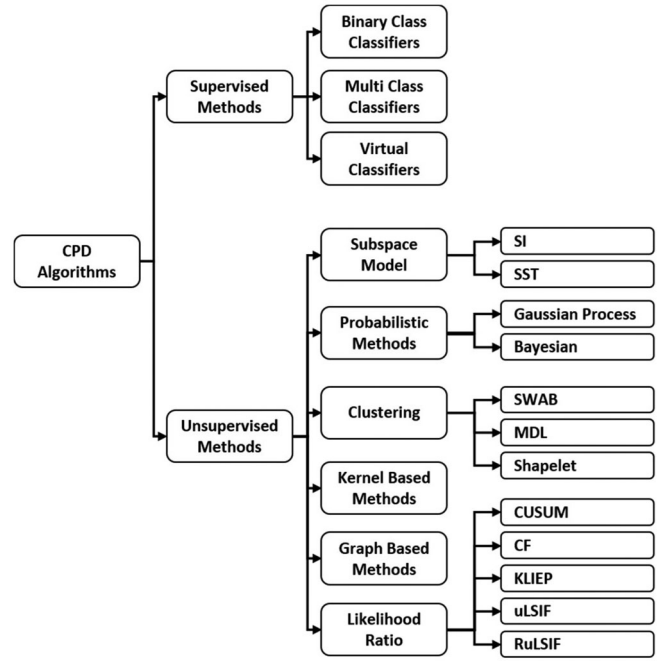 CPD
Algorithms
Supervised
Methods
Binary Class
Classifiers
Multi Class
Classifiers
Virtual
Classifiers
Unsupervised
Methods
Subspace
Model
SI
SST
Probabilistic
Methods
Gaussian Process
Bayesian
Clustering
SWAB
MDL
Shapelet
Kernel Based
Methods
Graph Based
Methods
Likelihood
Ratio
CUSUM
CF
KLIEP
uLSIF
RuLSIF